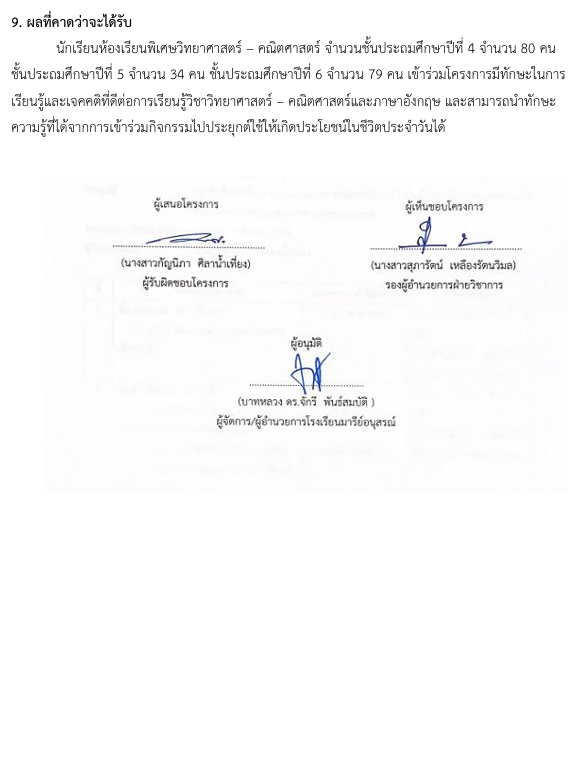 9. ผลที่คาดว่าจะได้รับ
นักเรียนห้องเรียนพิเศษวิทยาศาสตร์ – คณิตศาสตร์ จำนวนชั้นประถมศึกษาปีที่ 4 จำนวน 80 คน
ชั้นประถมศึกษาปีที่ 5 จำนวน 34 คน ชั้นประถมศึกษาปีที่ 6 จำนวน 79 คน เข้าร่วมโครงการมีทักษะในการ
เรียนรู้และเจคคติที่ดีต่อการเรียนรู้วิชาวิทยาศาสตร์ – คณิตศาสตร์และภาษาอังกฤษ และสามารถนำทักษะ
ความรู้ที่ได้จากการเข้าร่วมกิจกรรมไปประยุกต์ใช้ให้เกิดประโยชน์ในชีวิตประจำวันได้
ผู้เสนอโครงการ
(นางสาวกัญนิภา ศิลาน้ำเที่ยง)
ผู้รับผิดชอบโครงการ
ผู้เห็นชอบโครงการ
(นางสาวสุภารัตน์ เหลืองรัตนวิมล)
รองผู้อำนวยการฝ่ายวิชาการ
ผู้อนุมัติ
(บาทหลวง ดร.จักรี พันธ์สมบัติ )
ผู้จัดการ/ผู้อำนวยการโรงเรียนมารีย์อนุสรณ์